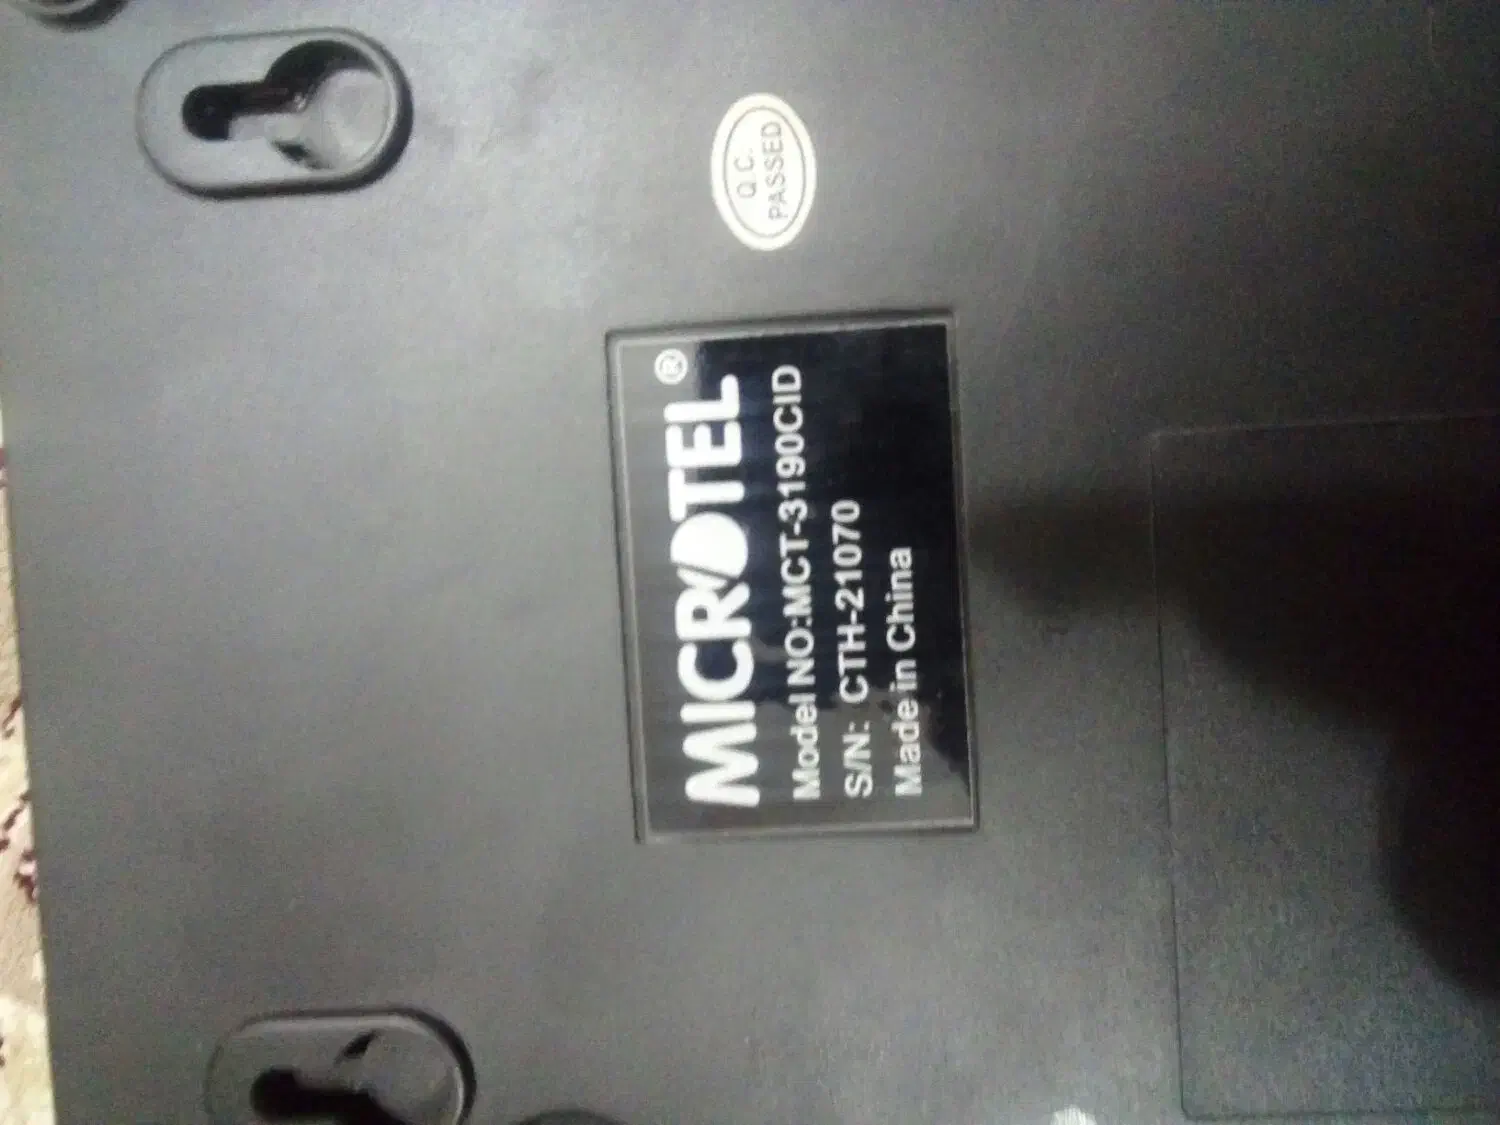 Q C.
PASSED
MICROTEL®
Model NO:MCT-3190CID
S/N: CTH-21070
Made in China